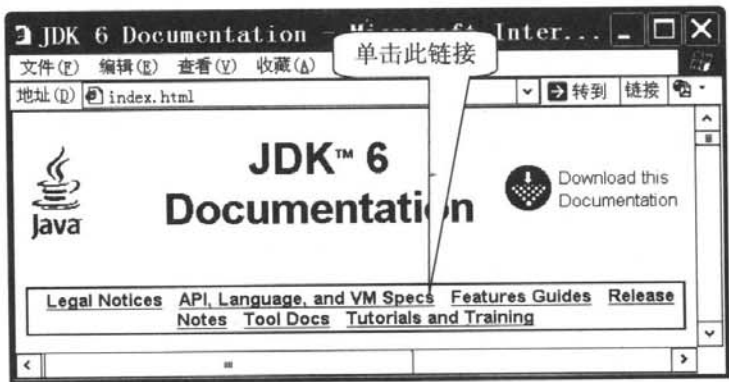 JDK 6 Documentation - Microsoft Inter...
单击此链接
文件(F) 编辑(E) 查看(V) 收藏(A)
地址(D) index.html 转到 链接
JDK™ 6
Documentation
Java
Download this
Documentation
Legal Notices API, Language, and VM Specs Features Guides Release
Notes Tool Docs Tutorials and Training